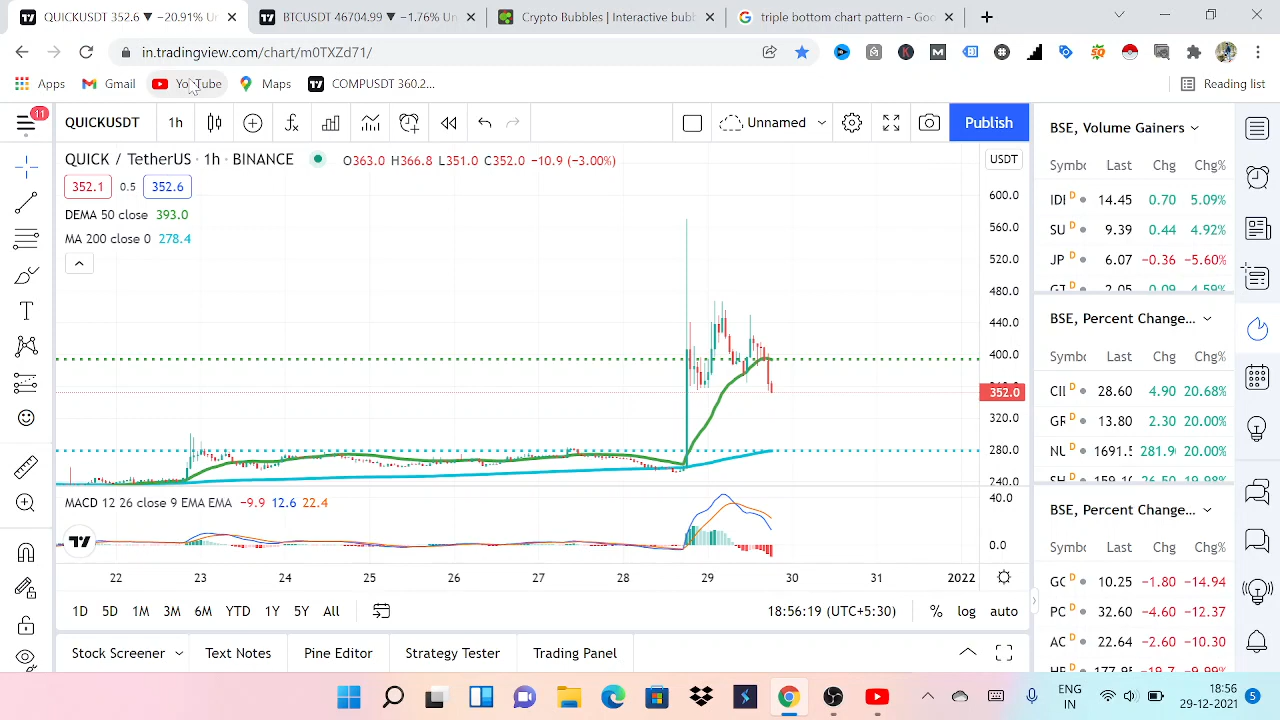 QUICKUSDT 352.6 ▼ −20.91% Ur
BTCUSDT 46704.99 ▼ −1.76% Un
Crypto Bubbles | Interactive bubb
triple bottom chart pattern - Goo
in.tradingview.com/chart/m0TXZd71/
Apps
Gmail
YouTube
Maps
COMPUSDT 360.2...
Reading list
11
QUICKUSDT
1h
Unnamed
Publish
QUICK / TetherUS · 1h · BINANCE
O363.0 H366.8 L351.0 C352.0 −10.9 (−3.00%)
352.1 0.5 352.6
DEMA 50 close 393.0
MA 200 close 0 278.4
USDT
600.0
560.0
520.0
480.0
440.0
400.0
352.0
320.0
280.0
240.0
MACD 12 26 close 9 EMA EMA −9.9 12.6 22.4
40.0
0.0
22 23 24 25 26 27 28 29 30 31 2022
1D 5D 1M 3M 6M YTD 1Y 5Y All
18:56:19 (UTC+5:30)
% log auto
Stock Screener
Text Notes
Pine Editor
Strategy Tester
Trading Panel
BSE, Volume Gainers
Symbc Last Chg Chg%
IDI D 14.45 0.70 5.09%
SU D 9.39 0.44 4.92%
JP D 6.07 −0.36 −5.60%
BSE, Percent Change...
Symbc Last Chg Chg%
CII D 28.60 4.90 20.68%
GR D 13.80 2.30 20.00%
NL D 281.9 20.00%
BSE, Percent Change...
Symbc Last Chg Chg%
GC D 10.25 −1.80 −14.94
PC D 32.60 −4.60 −12.37
AC D 22.64 −2.60 −10.30
ENG
IN
18:56
29-12-2021
5